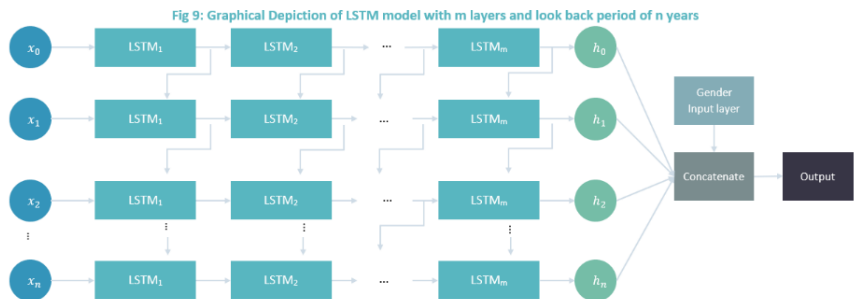 Fig 9: Graphical Depiction of LSTM model with m layers and look back period of n years
x₀ LSTM₁ LSTM₂ ... LSTMₘ h₀
Gender
Input layer
x₁ LSTM₁ LSTM₂ ... LSTMₘ h₁
Concatenate Output
x₂ LSTM₁ LSTM₂ ... LSTMₘ h₂
⋮ ⋮ ⋮ ⋮ ⋮ ⋮
xₙ LSTM₁ LSTM₂ ... LSTMₘ hₙ